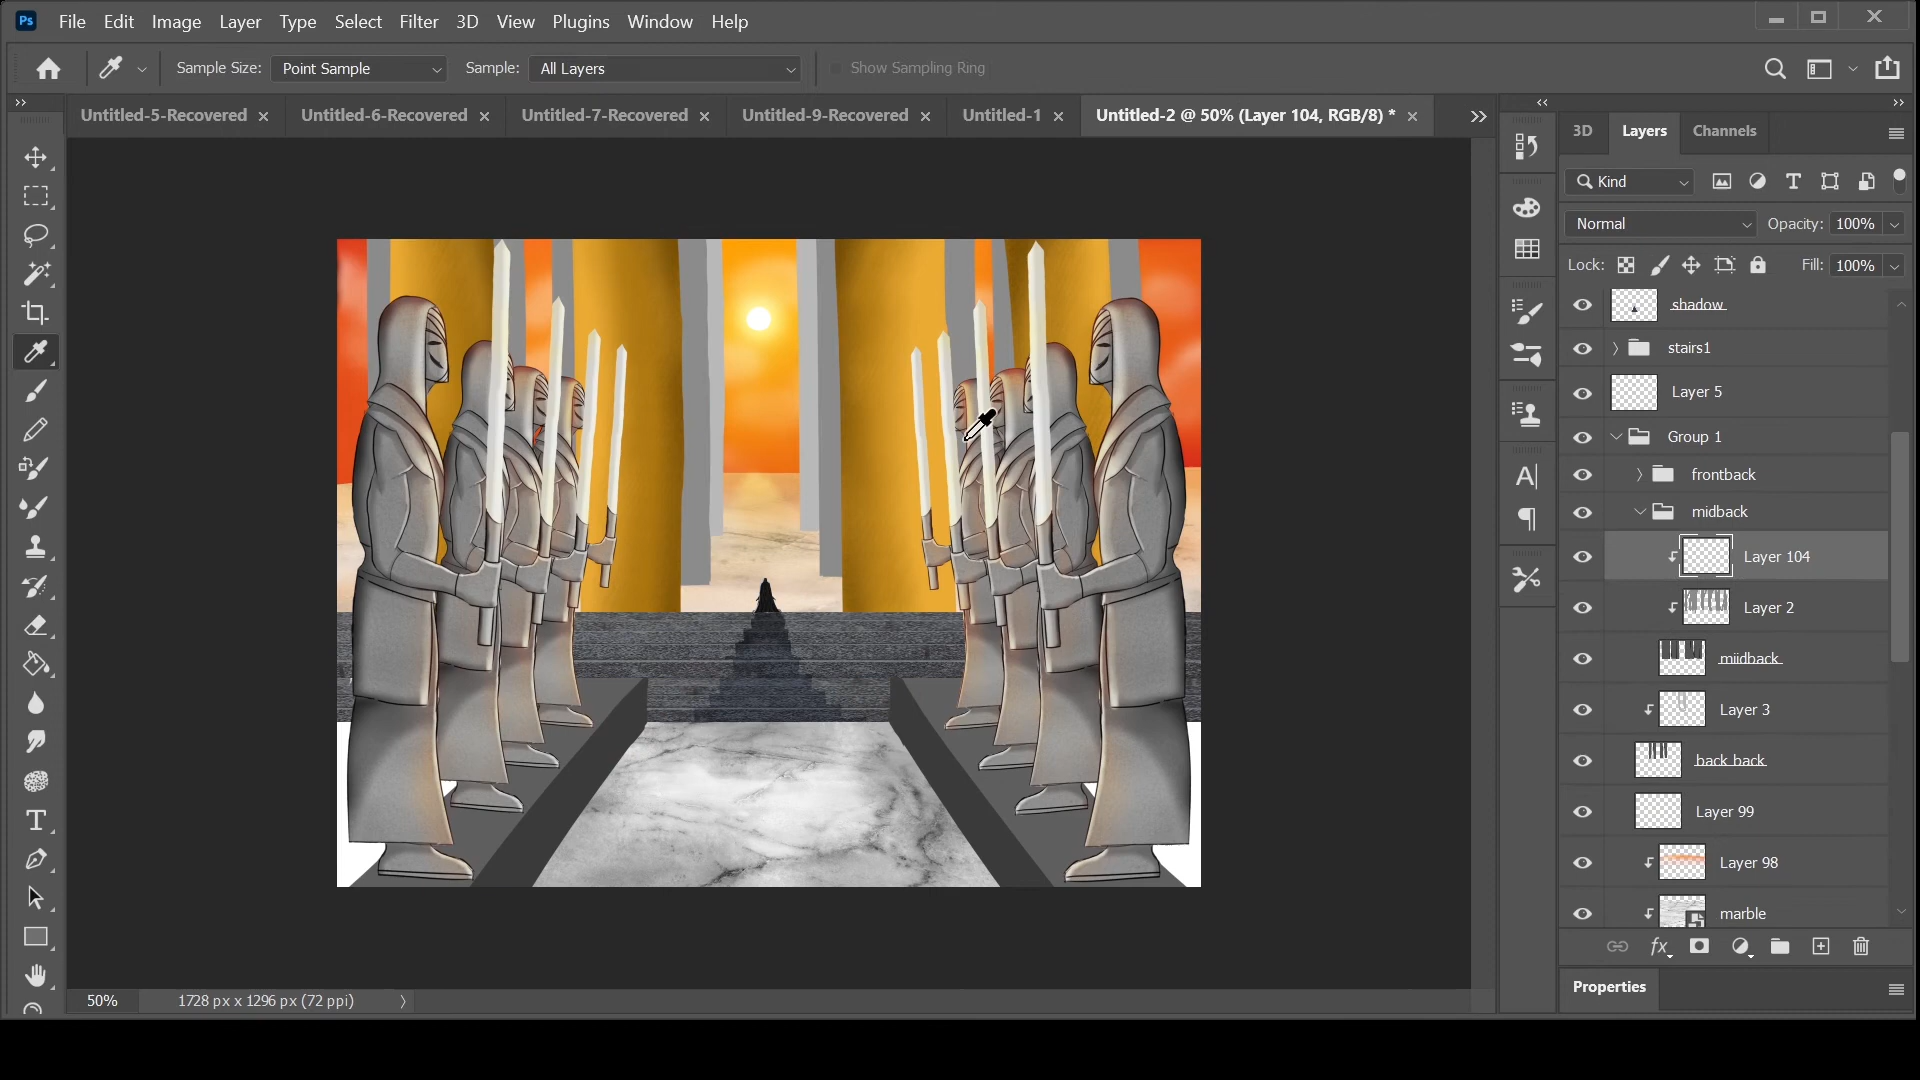 Ps File Edit Image Layer Type Select Filter 3D View Plugins Window Help
Sample Size: Point Sample Sample: All Layers Show Sampling Ring
Untitled-5-Recovered × Untitled-6-Recovered × Untitled-7-Recovered × Untitled-9-Recovered × Untitled-1 × Untitled-2 @ 50% (Layer 104, RGB/8) * ×
3D Layers Channels
Kind
Normal Opacity: 100%
Lock: Fill: 100%
shadow
stairs1
Layer 5
Group 1
frontback
midback
Layer 104
Layer 2
miidback
Layer 3
back back
Layer 99
Layer 98
marble
fx
Properties
50% 1728 px x 1296 px (72 ppi)